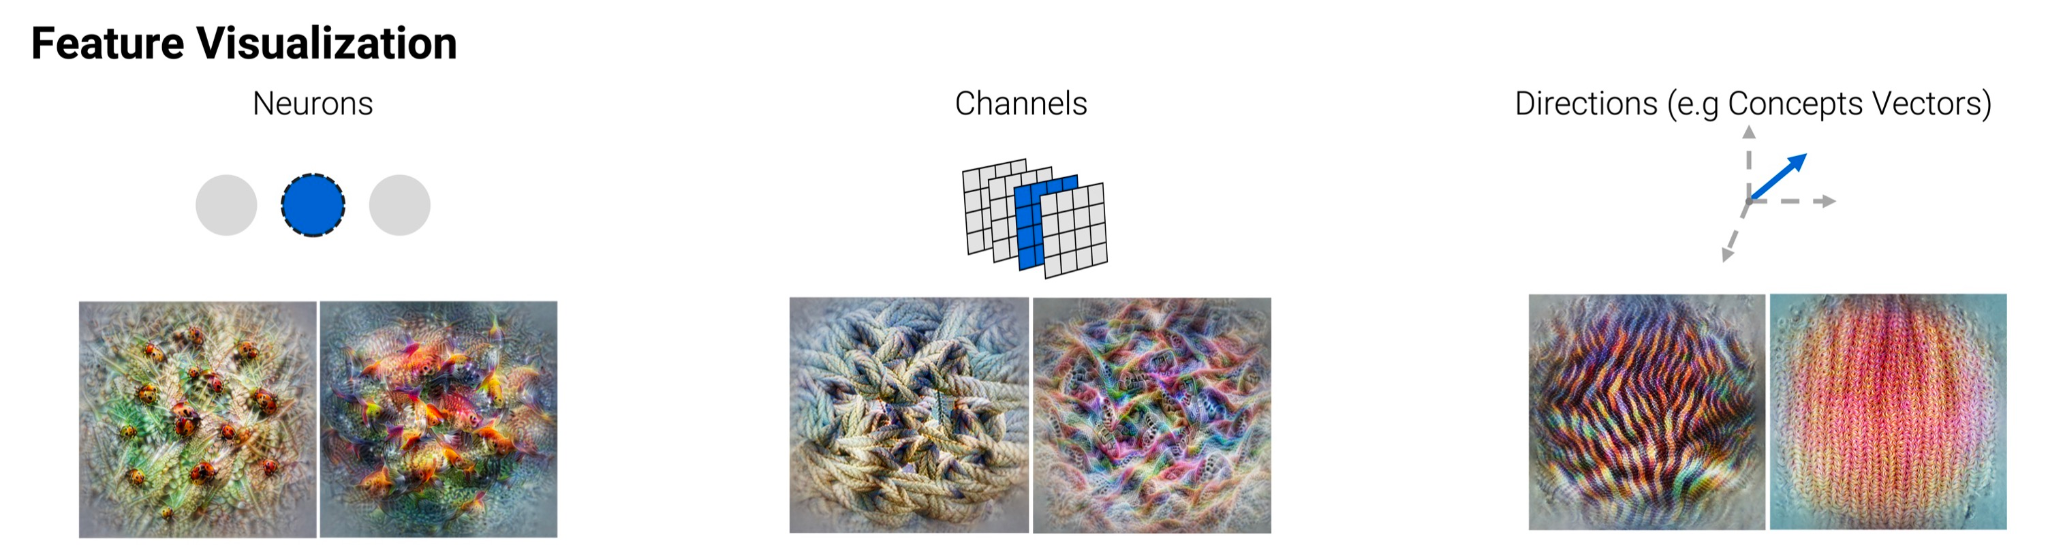 Feature Visualization
Neurons
Channels
Directions (e.g Concepts Vectors)